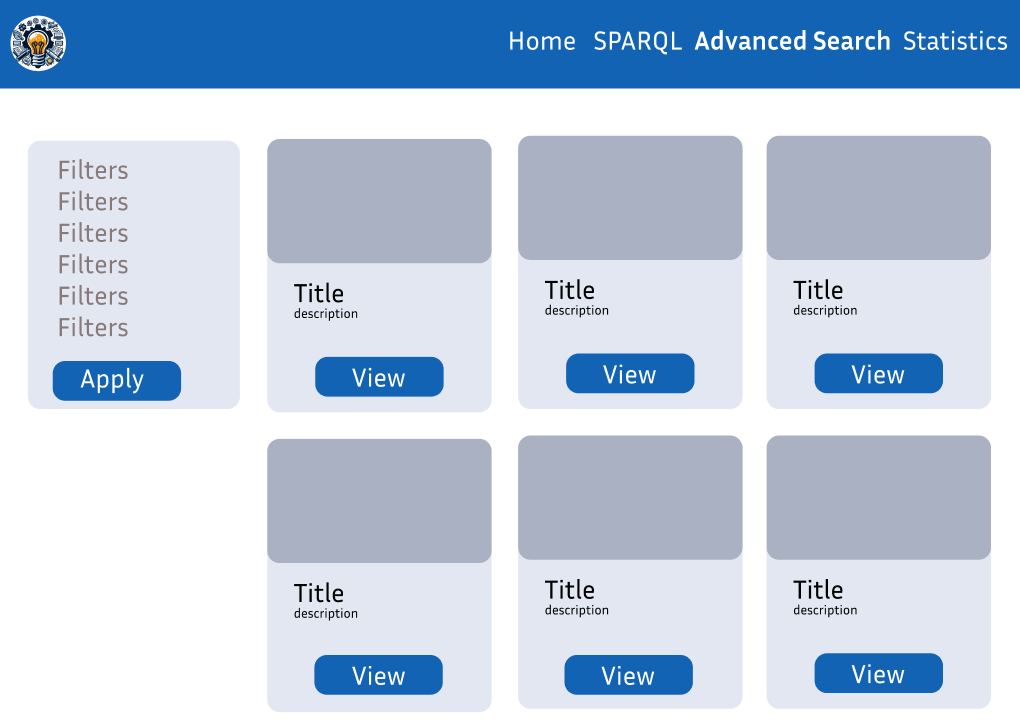 Home SPARQL Advanced Search Statistics
Filters
Filters
Filters
Filters
Filters
Filters
Apply
Title
description
View
Title
description
View
Title
description
View
Title
description
View
Title
description
View
Title
description
View